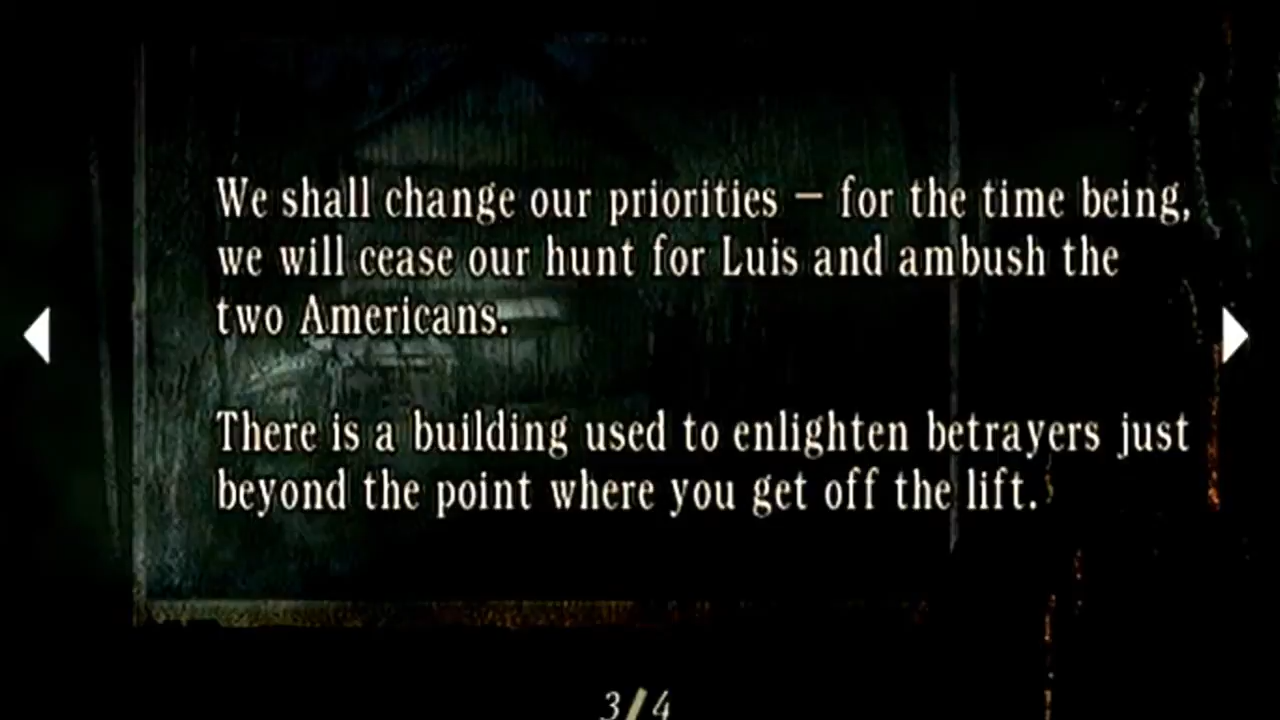 We shall change our priorities – for the time being,
we will cease our hunt for Luis and ambush the
two Americans.
There is a building used to enlighten betrayers just
beyond the point where you get off the lift.
3/4